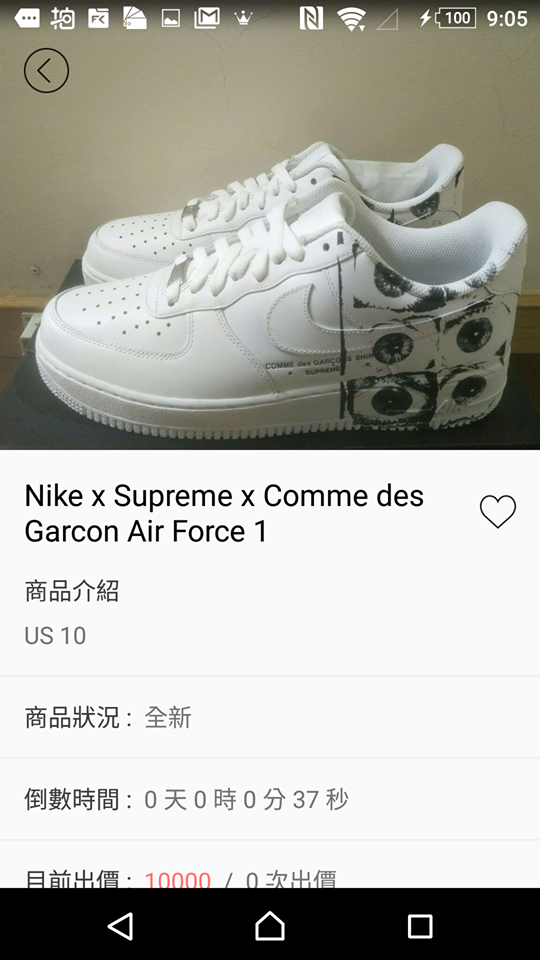 拍 100 9:05
COMME des GARÇONS SHIRT
SUPREME
Nike x Supreme x Comme des
Garcon Air Force 1
商品介紹
US 10
商品狀況: 全新
倒數時間: 0 天 0 時 0 分 37 秒
目前出價: 10000 / 0 次出價